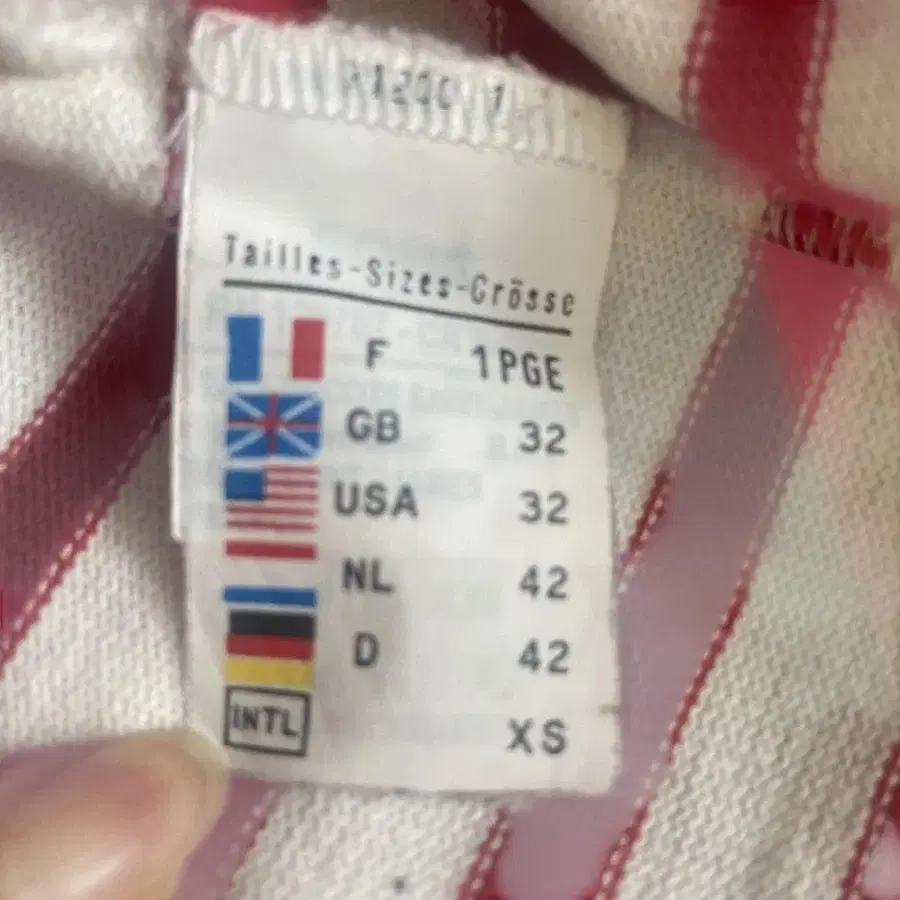 Tailles-Sizes-Grösse
F 1PGE
GB 32
USA 32
NL 42
D 42
INTL XS